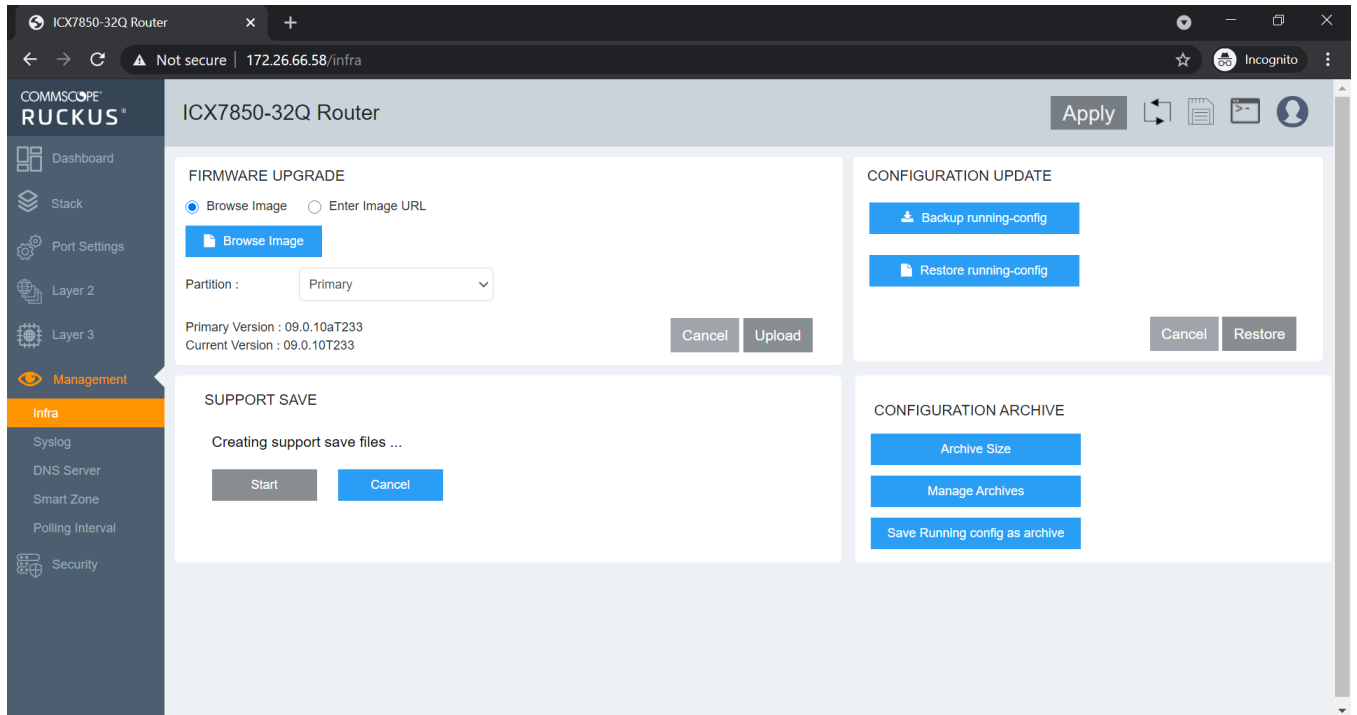 ICX7850-32Q Router
Not secure | 172.26.66.58/infra
Incognito
COMMSCOPE®
RUCKUS®
ICX7850-32Q Router
Apply
Dashboard
Stack
Port Settings
Layer 2
Layer 3
Management
Infra
Syslog
DNS Server
Smart Zone
Polling Interval
Security
FIRMWARE UPGRADE
Browse Image
Enter Image URL
Browse Image
Partition :
Primary
Primary Version : 09.0.10aT233
Current Version : 09.0.10T233
Cancel
Upload
CONFIGURATION UPDATE
Backup running-config
Restore running-config
Cancel
Restore
SUPPORT SAVE
Creating support save files ...
Start
Cancel
CONFIGURATION ARCHIVE
Archive Size
Manage Archives
Save Running config as archive